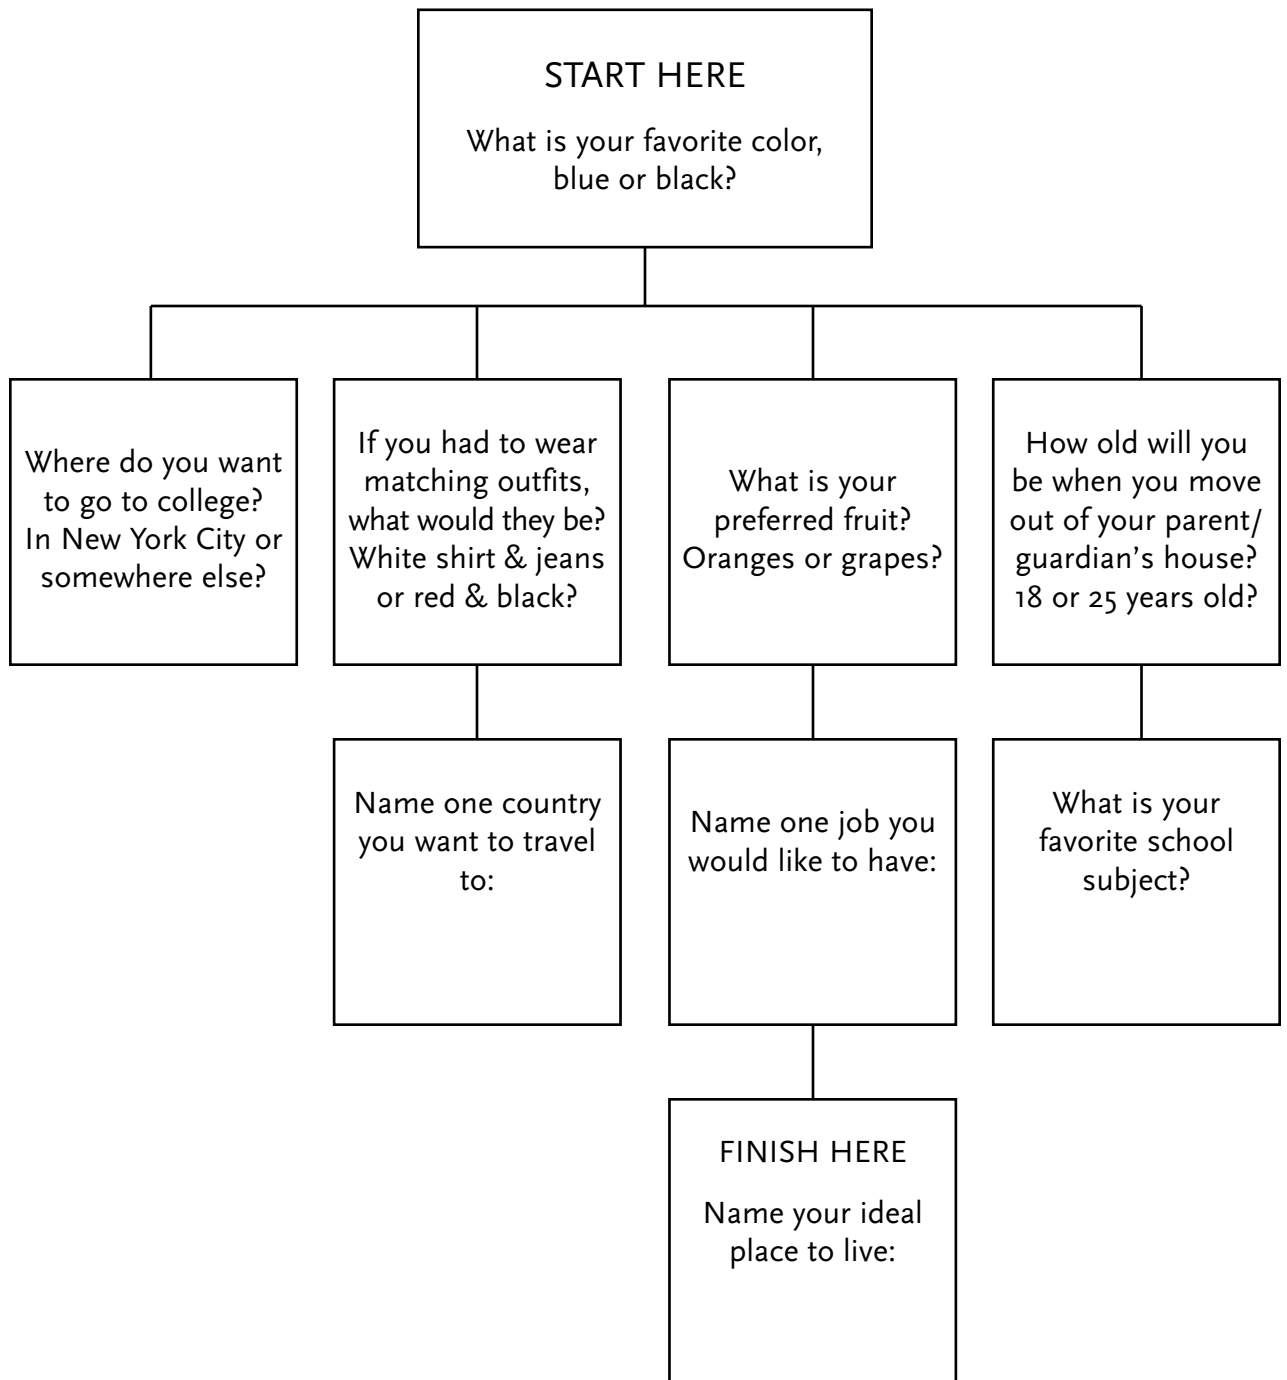 START HERE
What is your favorite color,
blue or black?
Where do you want
to go to college?
In New York City or
somewhere else?
If you had to wear
matching outfits,
what would they be?
White shirt & jeans
or red & black?
What is your
preferred fruit?
Oranges or grapes?
How old will you
be when you move
out of your parent/
guardian's house?
18 or 25 years old?
Name one country
you want to travel
to:
Name one job you
would like to have:
What is your
favorite school
subject?
FINISH HERE
Name your ideal
place to live: